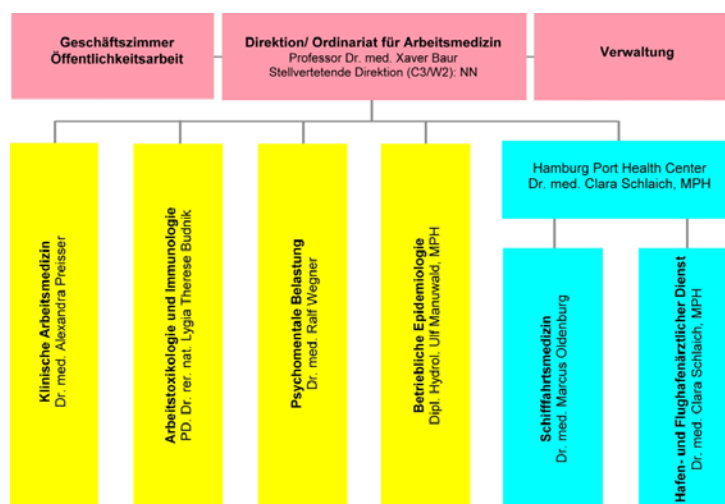 Geschäftszimmer
Öffentlichkeitsarbeit
Direktion/ Ordinariat für Arbeitsmedizin
Professor Dr. med. Xaver Baur
Stellvertetende Direktion (C3/W2): NN
Verwaltung
Klinische Arbeitsmedizin
Dr. med. Alexandra Preisser
Arbeitstoxikologie und Immunologie
PD. Dr. rer. nat. Lygia Therese Budnik
Psychomentale Belastung
Dr. med. Ralf Wegner
Betriebliche Epidemiologie
Dipl. Hydrol. Ulf Manuwald, MPH
Hamburg Port Health Center
Dr. med. Clara Schlaich, MPH
Schifffahrtsmedizin
Dr. med. Marcus Oldenburg
Hafen- und Flughafenärztlicher Dienst
Dr. med. Clara Schlaich, MPH